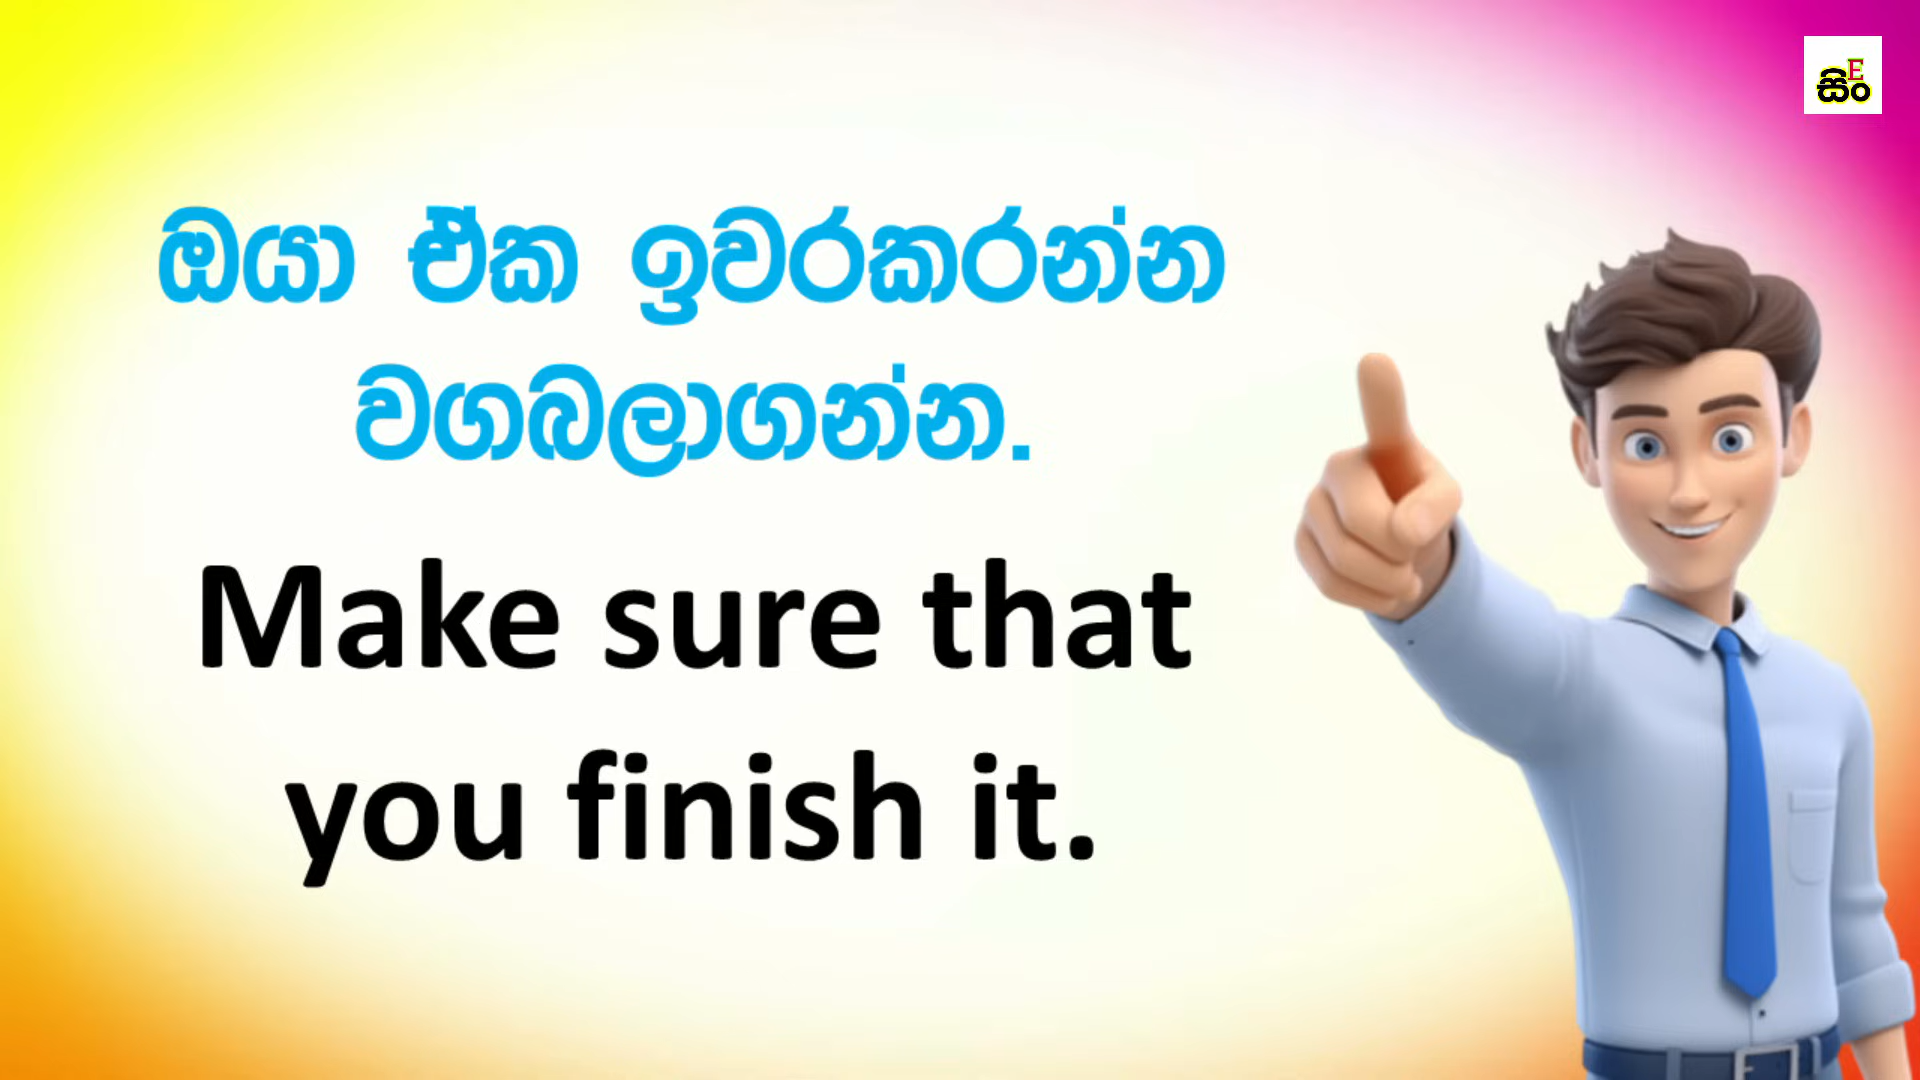 සිං
E
ඔයා ඒක ඉවරකරන්න
වගබලාගන්න.
Make sure that
you finish it.